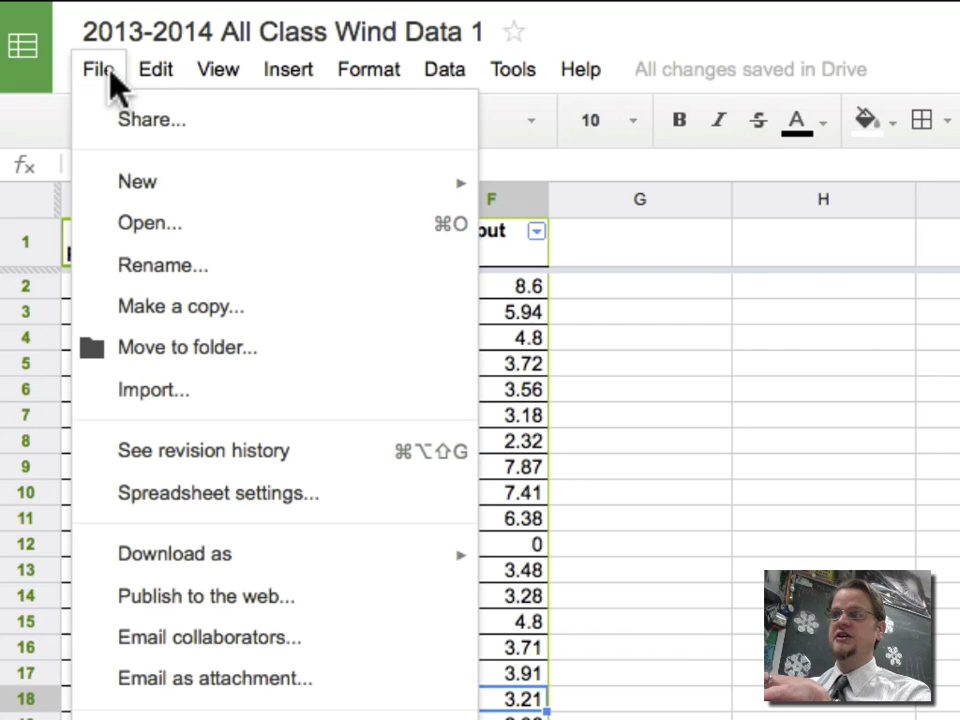 2013-2014 All Class Wind Data 1
File Edit View Insert Format Data Tools Help All changes saved in Drive
Share...
10 B I S A
fx
New
F G H
Open... ⌘O
1
Rename...
2 8.6
Make a copy...
3 5.94
4 4.8
Move to folder...
5 3.72
Import...
6 3.56
7 3.18
See revision history ⌘⌥⇧G
8 2.32
9 7.87
Spreadsheet settings...
10 7.41
11 6.38
Download as
12 0
13 3.48
Publish to the web...
14 3.28
15 4.8
Email collaborators...
16 3.71
17 3.91
Email as attachment...
18 3.21